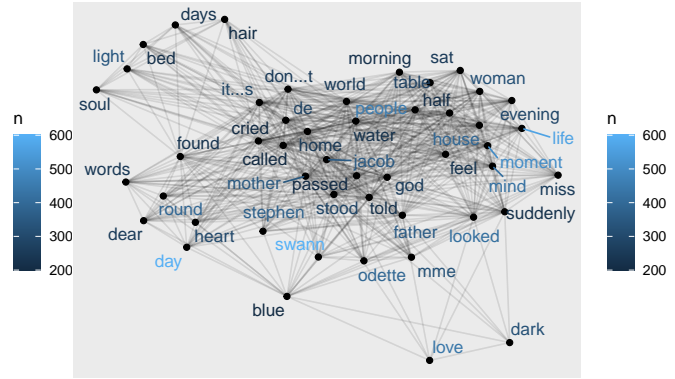 days
hair
light
bed
soul
n
600
500
400
300
200
morning
sat
don...t
world
table
woman
it...s
people
half
de
evening
cried
water
house
life
found
home
called
jacob
feel
moment
words
mother
passed
god
mind
miss
round
stephen
stood
told
suddenly
dear
heart
father
looked
day
swann
odette
mme
blue
dark
love
n
600
500
400
300
200